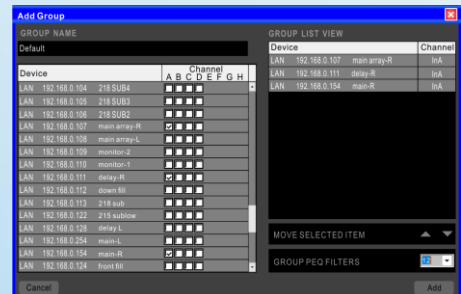 Add Group
GROUP NAME
Default
Device Channel
A B C D E F G H
LAN 192.168.0.104 218 SUB4
LAN 192.168.0.105 218 SUB3
LAN 192.168.0.106 218 SUB2
LAN 192.168.0.107 main array-R
LAN 192.168.0.108 main array-L
LAN 192.168.0.109 monitor-2
LAN 192.168.0.110 monitor-1
LAN 192.168.0.111 delay-R
LAN 192.168.0.112 down fill
LAN 192.168.0.113 218 sub
LAN 192.168.0.122 215 sublow
LAN 192.168.0.128 delay L
LAN 192.168.0.254 main-L
LAN 192.168.0.154 main-R
LAN 192.168.0.124 front fill
Cancel
GROUP LIST VIEW
Device Channel
LAN 192.168.0.107 main array-R InA
LAN 192.168.0.111 delay-R InA
LAN 192.168.0.154 main-R InA
MOVE SELECTED ITEM
GROUP PEQ FILTERS 12
Add